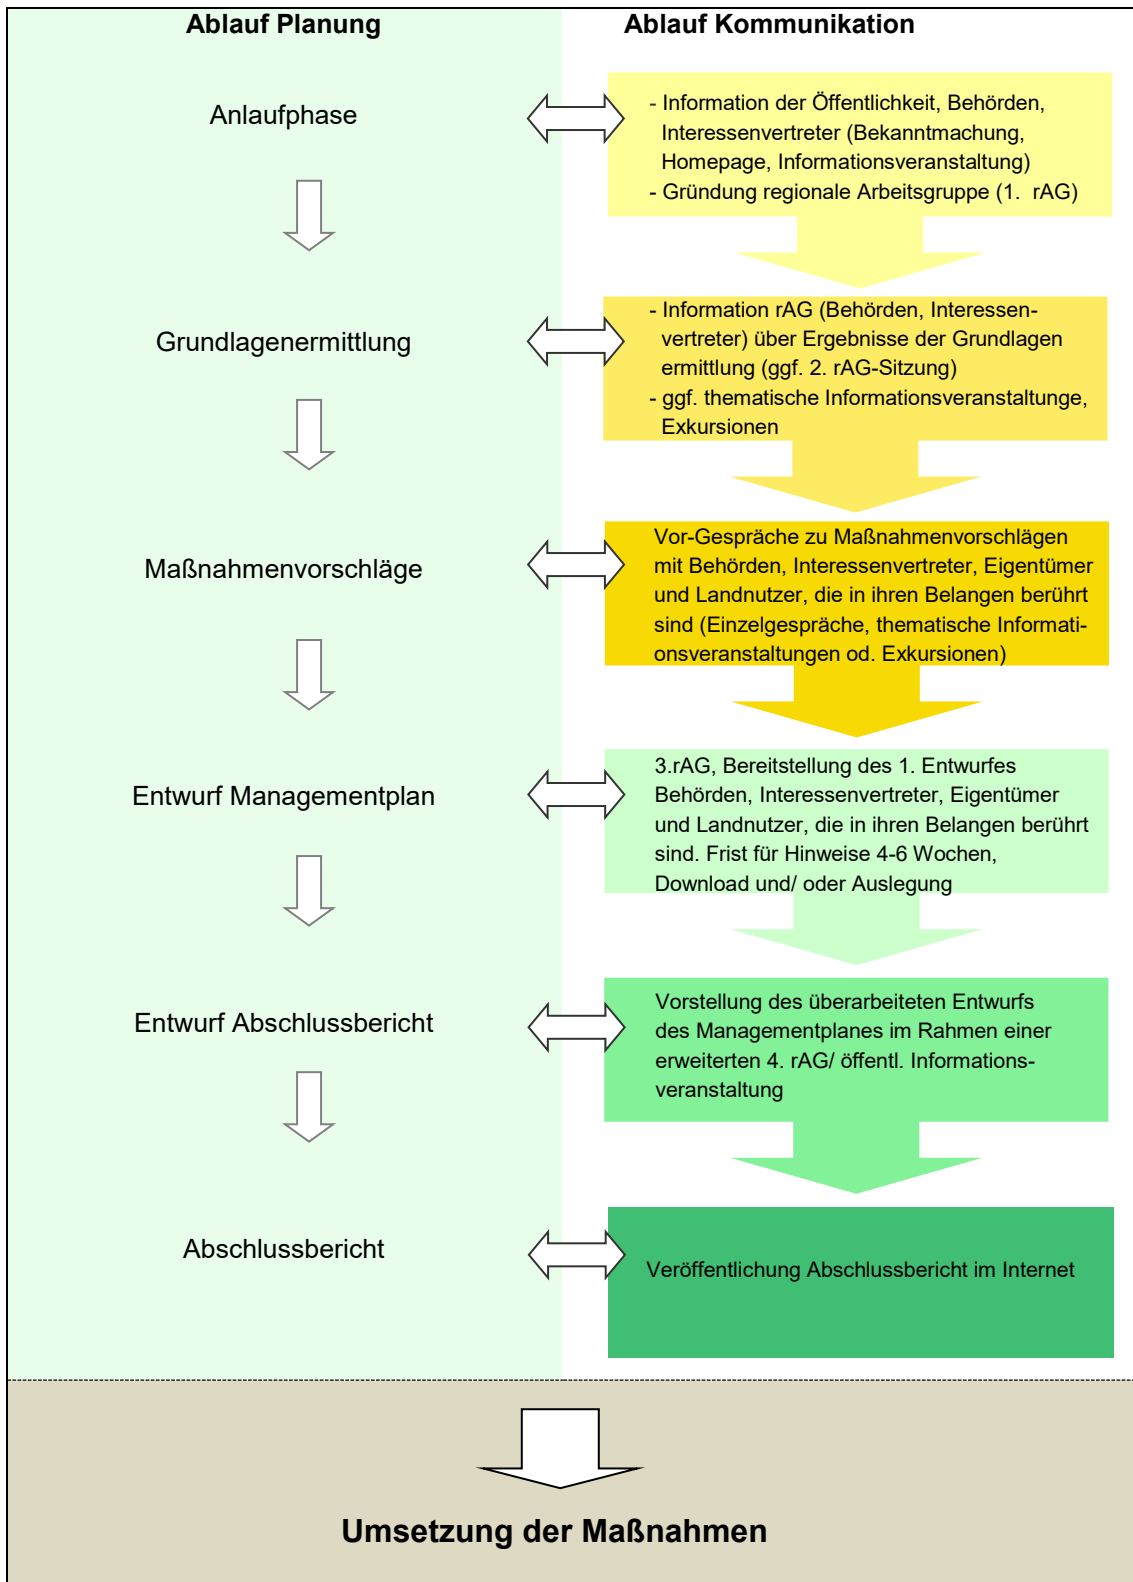 Ablauf Planung
Ablauf Kommunikation
Anlaufphase
- Information der Öffentlichkeit, Behörden,
Interessenvertreter (Bekanntmachung,
Homepage, Informationsveranstaltung)
- Gründung regionale Arbeitsgruppe (1. rAG)
Grundlagenermittlung
- Information rAG (Behörden, Interessen-
vertreter) über Ergebnisse der Grundlagen
ermittlung (ggf. 2. rAG-Sitzung)
- ggf. thematische Informationsveranstaltunge,
Exkursionen
Maßnahmenvorschläge
Vor-Gespräche zu Maßnahmenvorschlägen
mit Behörden, Interessenvertreter, Eigentümer
und Landnutzer, die in ihren Belangen berührt
sind (Einzelgespräche, thematische Informati-
onsveranstaltungen od. Exkursionen)
Entwurf Managementplan
3.rAG, Bereitstellung des 1. Entwurfes
Behörden, Interessenvertreter, Eigentümer
und Landnutzer, die in ihren Belangen berührt
sind. Frist für Hinweise 4-6 Wochen,
Download und/ oder Auslegung
Entwurf Abschlussbericht
Vorstellung des überarbeiteten Entwurfs
des Managementplanes im Rahmen einer
erweiterten 4. rAG/ öffentl. Informations-
veranstaltung
Abschlussbericht
Veröffentlichung Abschlussbericht im Internet
Umsetzung der Maßnahmen